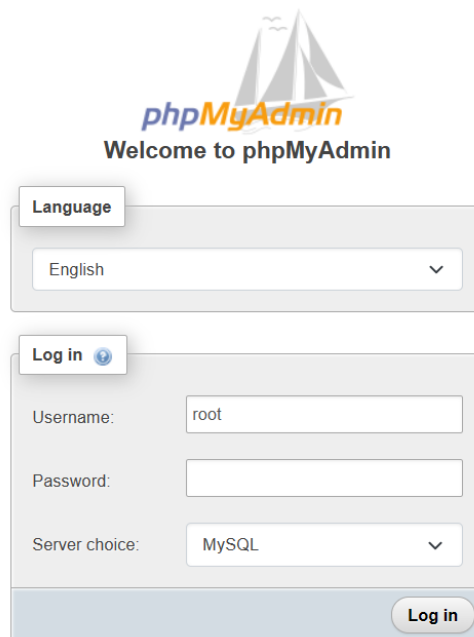 phpMyAdmin
Welcome to phpMyAdmin
Language
English
Log in
Username: root
Password:
Server choice: MySQL
Log in